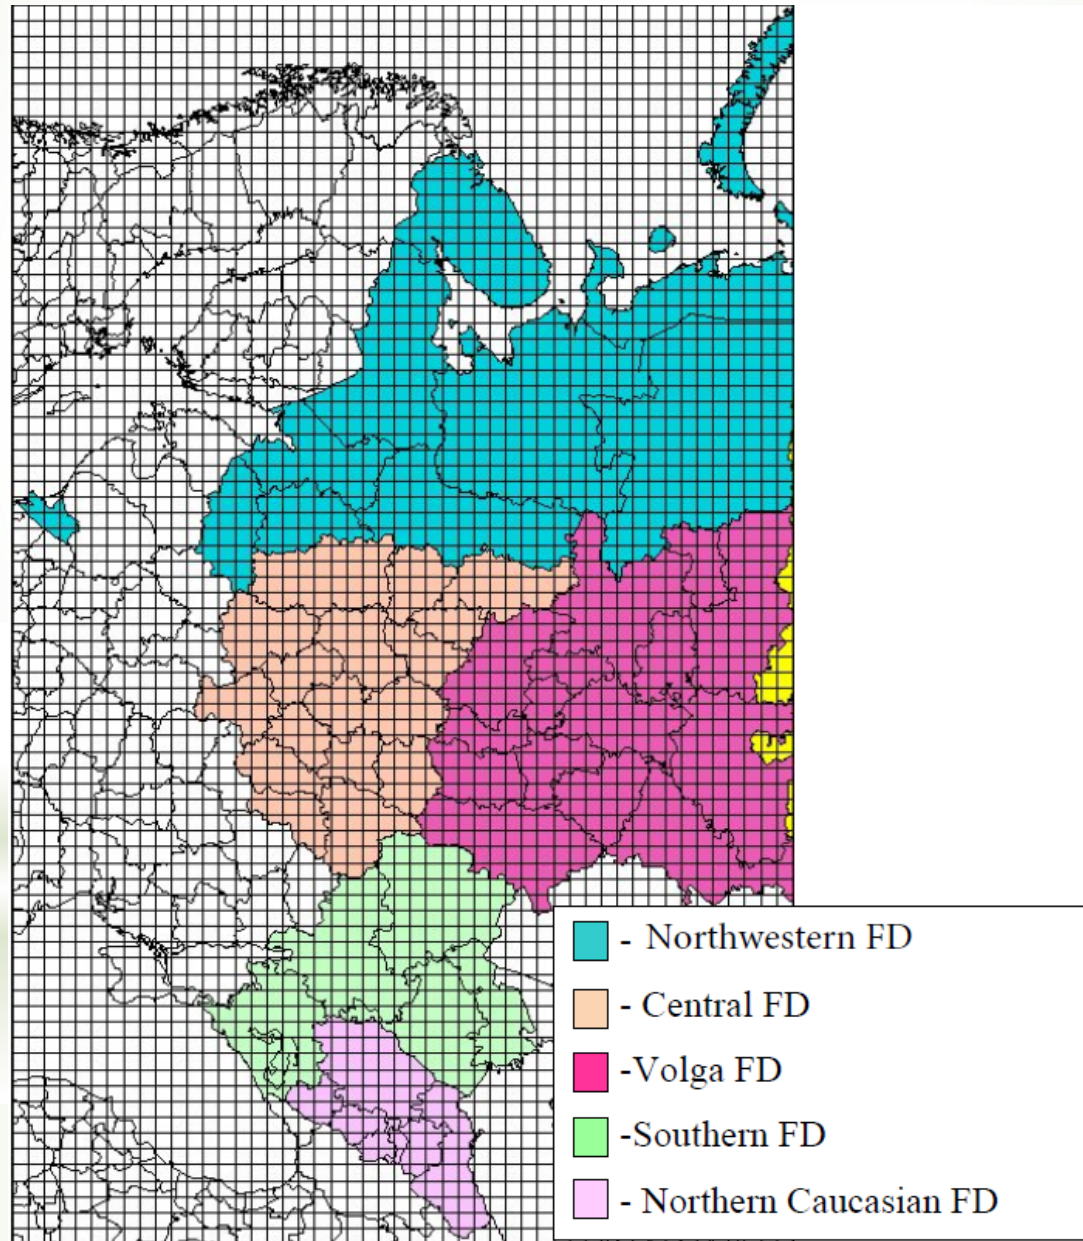 - Northwestern FD
- Central FD
-Volga FD
-Southern FD
- Northern Caucasian FD